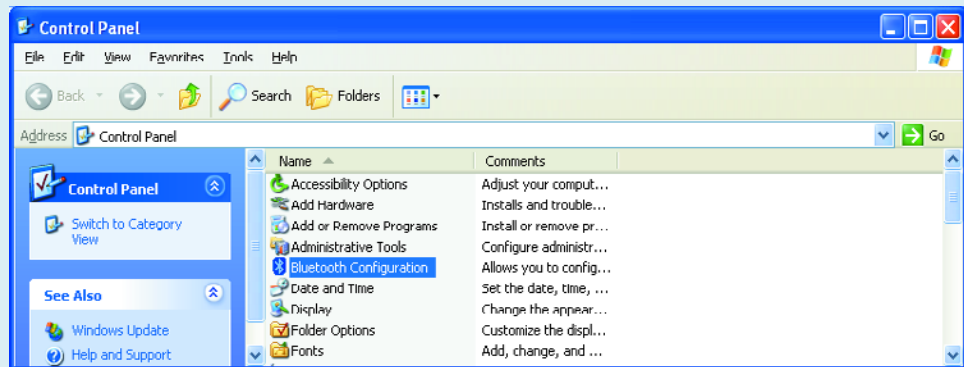 Control Panel
File Edit View Favorites Tools Help
Back Search Folders
Address Control Panel Go
Control Panel
Switch to Category
View
See Also
Windows Update
Help and Support
Name Comments
Accessibility Options Adjust your comput...
Add Hardware Installs and trouble...
Add or Remove Programs Install or remove pr...
Administrative Tools Configure administr...
Bluetooth Configuration Allows you to config...
Date and Time Set the date, time, ...
Display Change the appear...
Folder Options Customize the displ...
Fonts Add, change, and ...